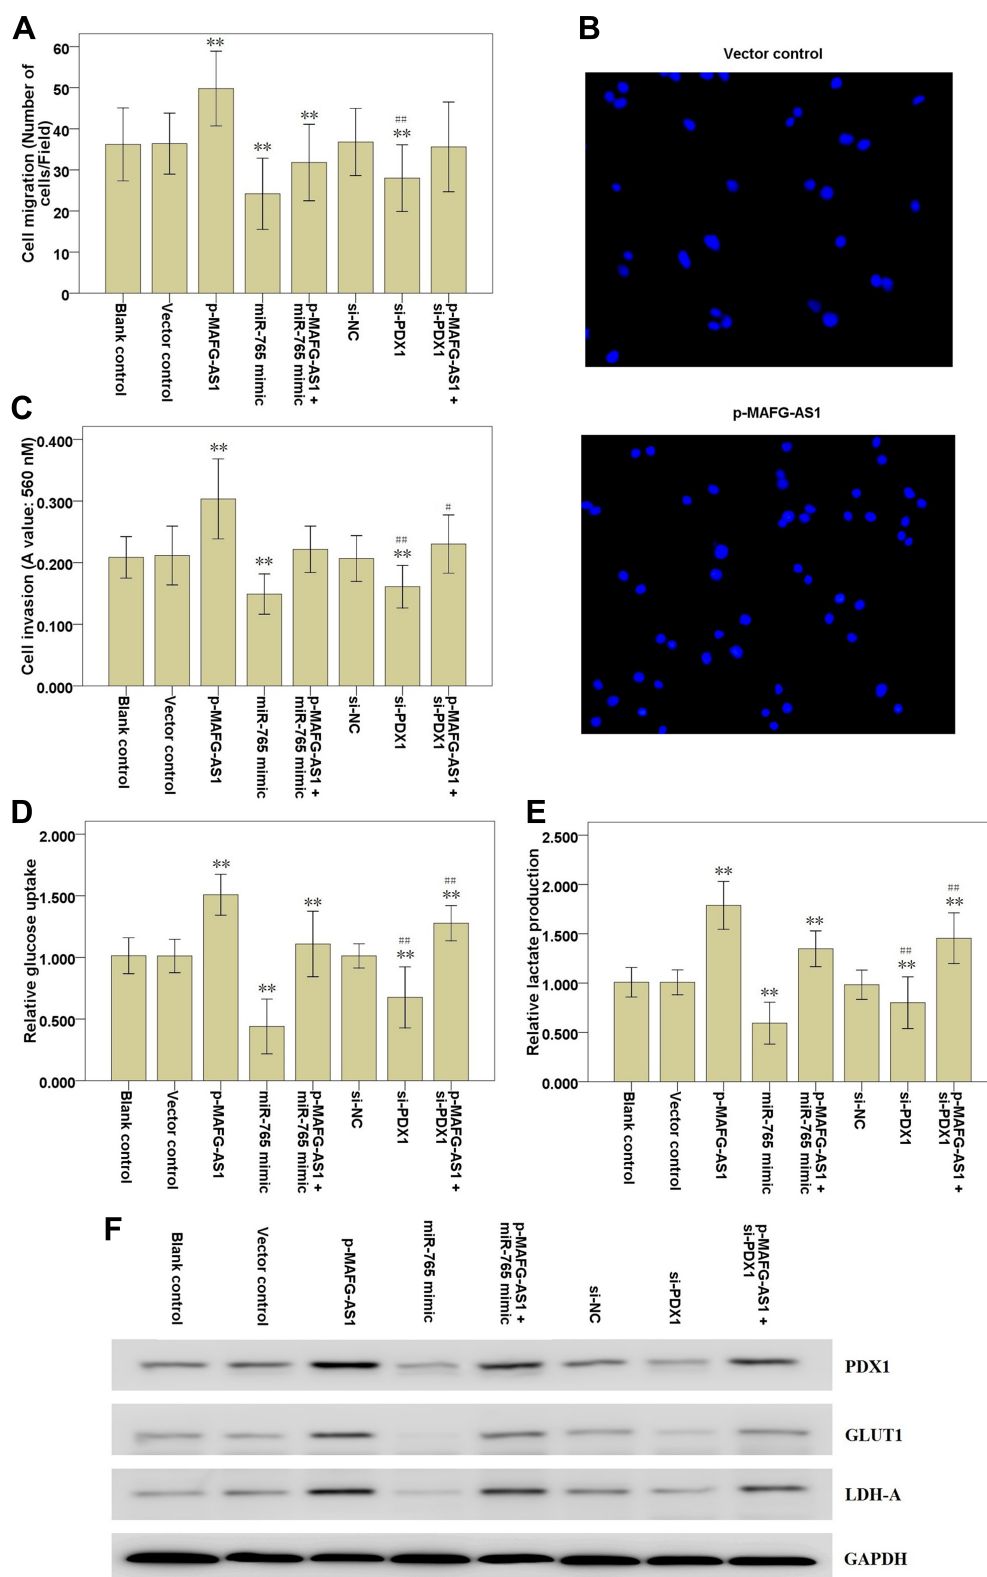 A
Cell migration (Number of
cells/Field)
60
50
40
30
20
10
0
**
**
**
##
**
Blank control
Vector control
p-MAFG-AS1
miR-765 mimic
p-MAFG-AS1 +
miR-765 mimic
si-NC
si-PDX1
p-MAFG-AS1 +
si-PDX1
B
Vector control
p-MAFG-AS1
C
Cell invasion (A value: 560 nM)
0.400
0.300
0.200
0.100
0.000
**
**
##
**
#
Blank control
Vector control
p-MAFG-AS1
miR-765 mimic
p-MAFG-AS1 +
miR-765 mimic
si-NC
si-PDX1
p-MAFG-AS1 +
si-PDX1
D
Relative glucose uptake
2.000
1.500
1.000
0.500
0.000
**
**
**
##
**
##
**
Blank control
Vector control
p-MAFG-AS1
miR-765 mimic
p-MAFG-AS1 +
miR-765 mimic
si-NC
si-PDX1
p-MAFG-AS1 +
si-PDX1
E
Relative lactate production
2.500
2.000
1.500
1.000
0.500
0.000
**
**
**
##
**
##
**
Blank control
Vector control
p-MAFG-AS1
miR-765 mimic
p-MAFG-AS1 +
miR-765 mimic
si-NC
si-PDX1
p-MAFG-AS1 +
si-PDX1
F
Blank control
Vector control
p-MAFG-AS1
miR-765 mimic
p-MAFG-AS1 +
miR-765 mimic
si-NC
si-PDX1
p-MAFG-AS1 +
si-PDX1
PDX1
GLUT1
LDH-A
GAPDH